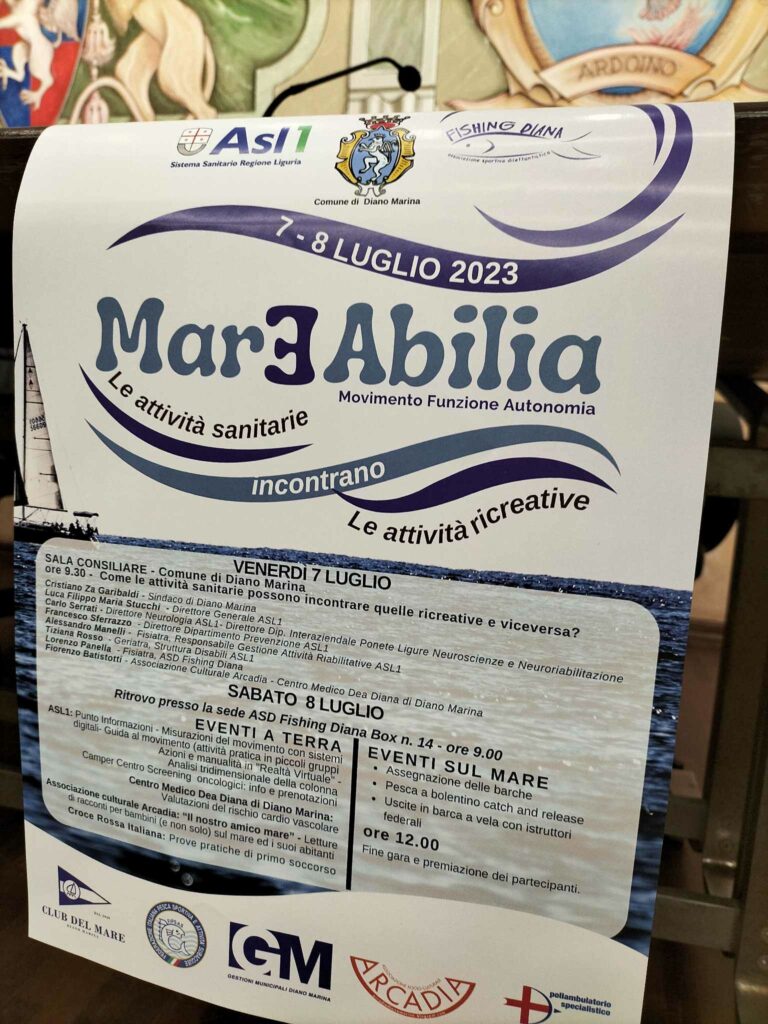 ARDOINO
Asl1
Sistema Sanitario Regione Liguria
Comune di Diano Marina
FISHING DIANA
associazione sportiva dilettantistica
7 - 8 LUGLIO 2023
MarEAbilia
Movimento Funzione Autonomia
Le attività sanitarie
incontrano
Le attività ricreative
VENERDI 7 LUGLIO
SALA CONSILIARE - Comune di Diano Marina
ore 9.30 - Come le attività sanitarie possono incontrare quelle ricreative e viceversa?
Cristiano Za Garibaldi - Sindaco di Diano Marina
Luca Filippo Maria Stucchi - Direttore Generale ASL1
Carlo Serrati - Direttore Neurologia ASL1- Direttore Dip. Interaziendale Ponete Ligure Neuroscienze e Neuroriabilitazione
Francesco Sferrazzo - Direttore Dipartimento Prevenzione ASL1
Alessandro Manelli - Fisiatra, Responsabile Gestione Attività Riabilitative ASL1
Tiziana Rosso - Geriatra, Struttura Disabili ASL1
Lorenzo Panella - Fisiatra, ASD Fishing Diana
Fiorenzo Batistotti - Associazione Culturale Arcadia - Centro Medico Dea Diana di Diano Marina
SABATO 8 LUGLIO
Ritrovo presso la sede ASD Fishing Diana Box n. 14 - ore 9.00
EVENTI A TERRA
ASL1: Punto Informazioni - Misurazioni del movimento con sistemi
digitali- Guida al movimento (attività pratica in piccoli gruppi
Azioni e manualità in "Realtà Virtuale" -
Analisi tridimensionale della colonna
Camper Centro Screening oncologici: info e prenotazioni
Centro Medico Dea Diana di Diano Marina:
Valutazioni del rischio cardio vascolare
Associazione culturale Arcadia: "Il nostro amico mare" - Letture
di racconti per bambini (e non solo) sul mare ed i suoi abitanti
Croce Rossa Italiana: Prove pratiche di primo soccorso
EVENTI SUL MARE
• Assegnazione delle barche
• Pesca a bolentino catch and release
• Uscite in barca a vela con istruttori
federali
ore 12.00
Fine gara e premiazione dei partecipanti.
CLUB DEL MARE
DIANO MARINA
GM
GESTIONI MUNICIPALI DIANO MARINA
ARCADIA
poliambulatorio
specialistico